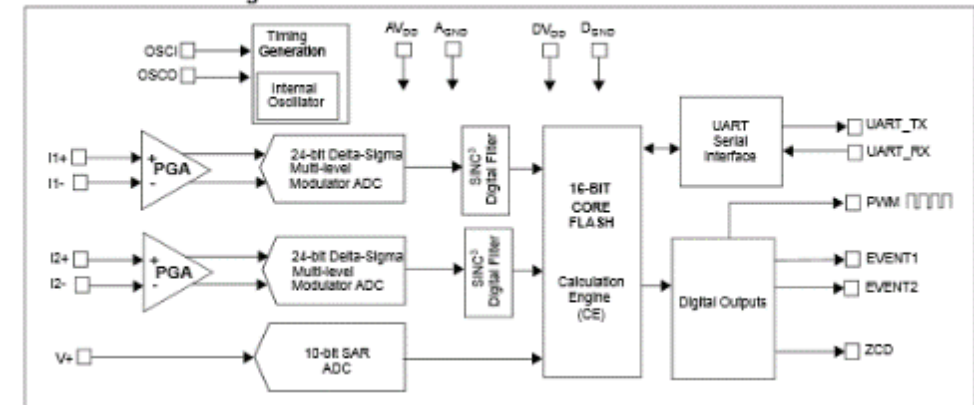 Timing
Generation
Internal
Oscillator
OSCI
OSCO
AVDD
AGND
DVDD
DGND
I1+
I1-
+
PGA
-
24-bit Delta-Sigma
Multi-level
Modulator ADC
SINC3
Digital Filter
I2+
I2-
+
PGA
-
24-bit Delta-Sigma
Multi-level
Modulator ADC
SINC3
Digital Filter
V+
10-bit SAR
ADC
16-BIT
CORE
FLASH
Calculation
Engine
(CE)
UART
Serial
Interface
UART_TX
UART_RX
Digital Outputs
PWM
EVENT1
EVENT2
ZCD